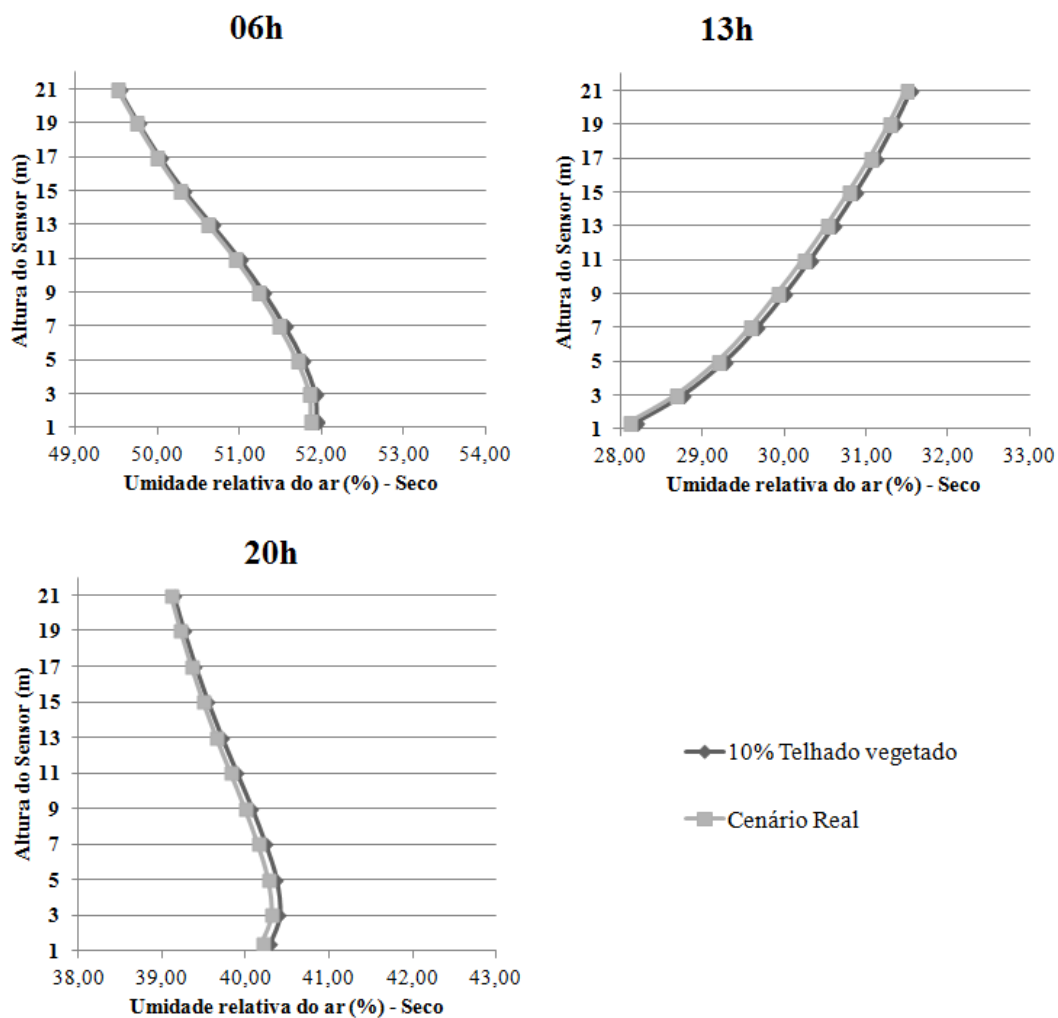 06h
Altura do Sensor (m)
21
19
17
15
13
11
9
7
5
3
1
49,00 50,00 51,00 52,00 53,00 54,00
Umidade relativa do ar (%) - Seco
13h
Altura do Sensor (m)
21
19
17
15
13
11
9
7
5
3
1
28,00 29,00 30,00 31,00 32,00 33,00
Umidade relativa do ar (%) - Seco
20h
Altura do Sensor (m)
21
19
17
15
13
11
9
7
5
3
1
38,00 39,00 40,00 41,00 42,00 43,00
Umidade relativa do ar (%) - Seco
10% Telhado vegetado
Cenário Real